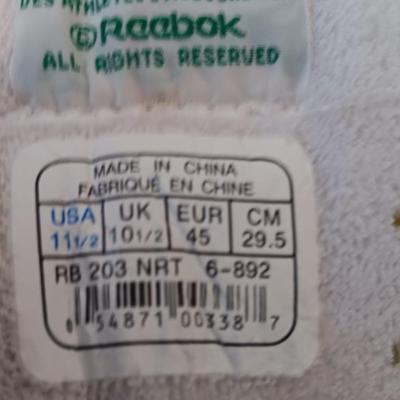 © Reebok
ALL RIGHTS RESERVED
MADE IN CHINA
FABRIQUÉ EN CHINE
USA UK EUR CM
11 1/2 10 1/2 45 29.5
RB 203 NRT 6-892
0 54871 00338 7